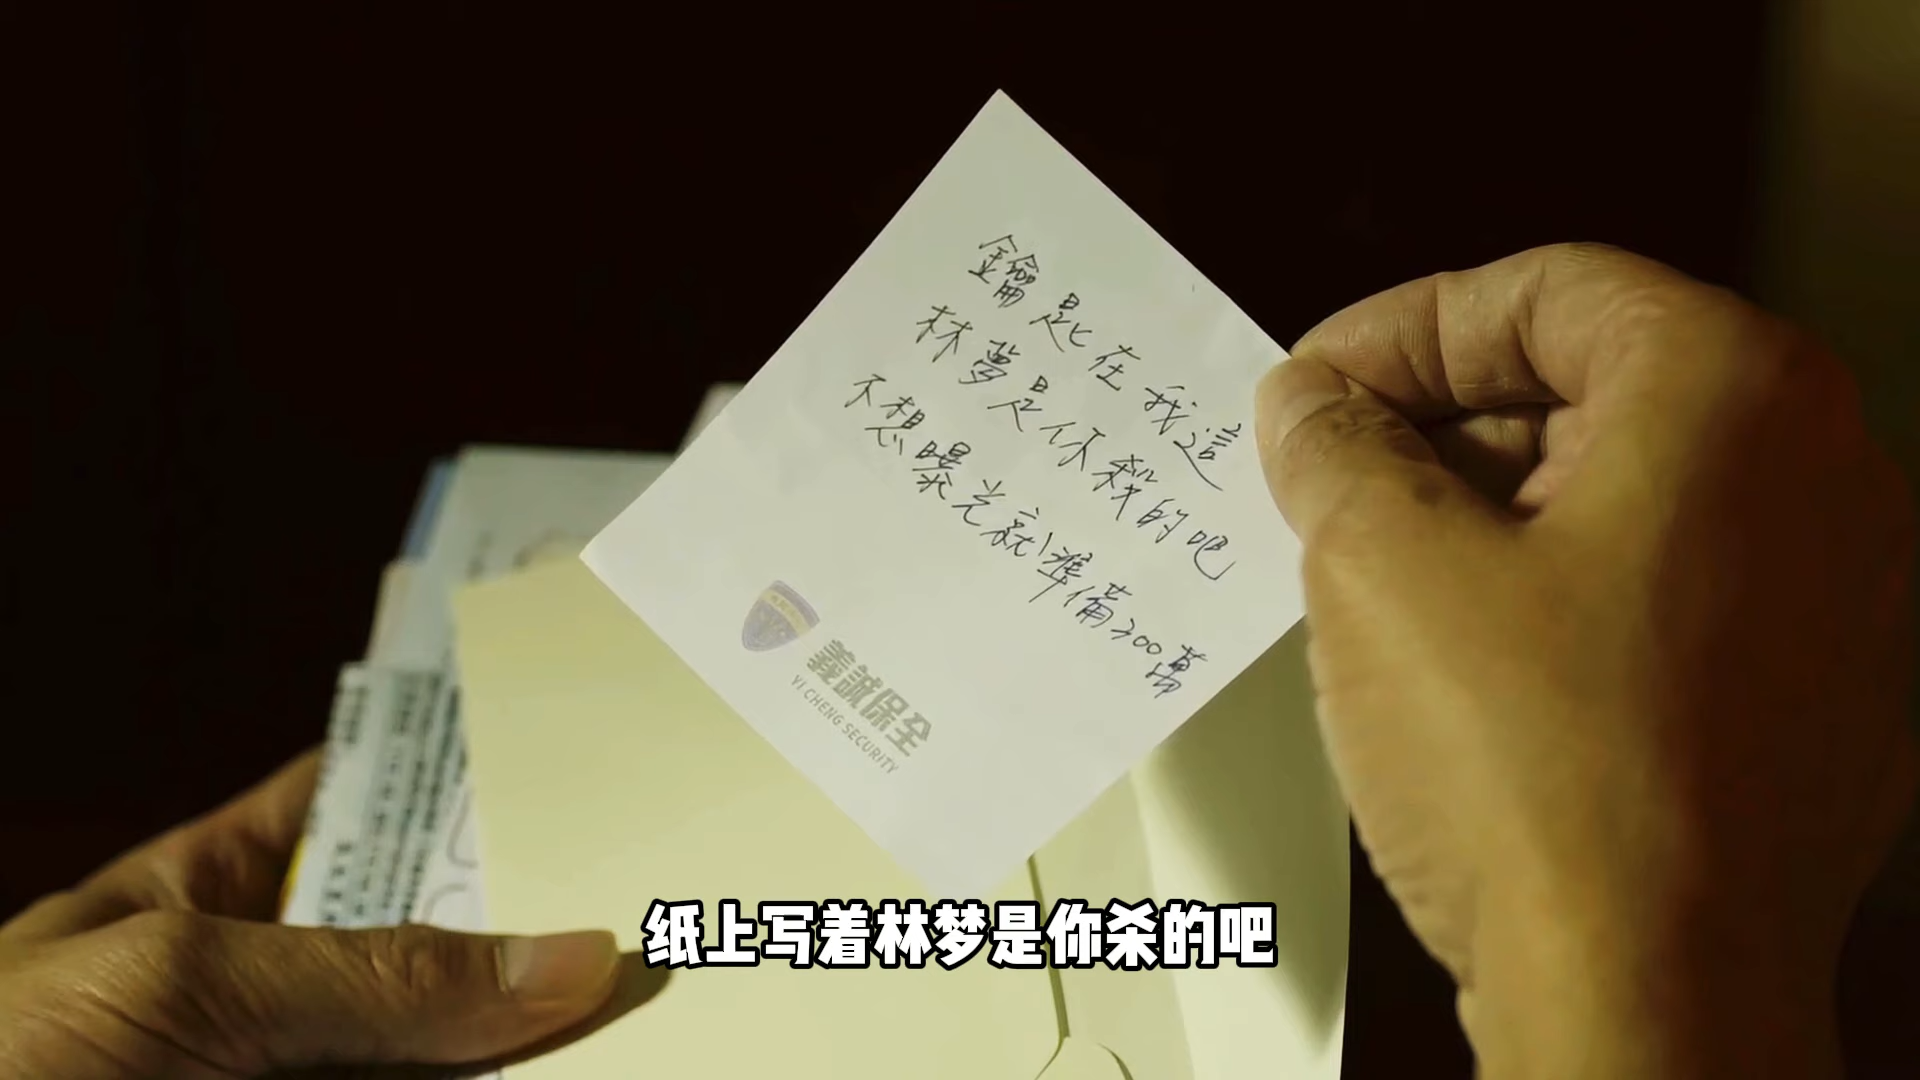 鑰匙在我這
林夢是你殺的吧
不想曝光就準備300萬
義誠保全
YI CHENG SECURITY
纸上写着林梦是你杀的吧